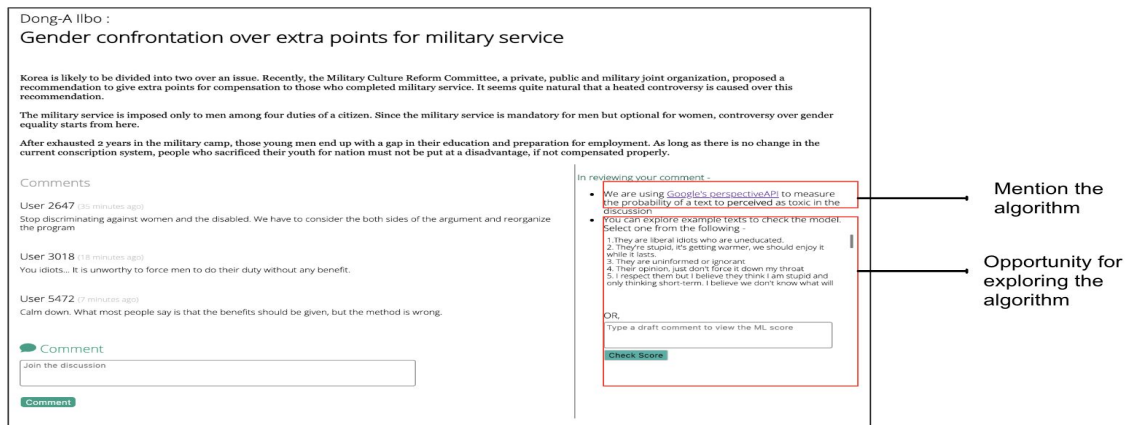 Dong-A Ilbo :
Gender confrontation over extra points for military service
Korea is likely to be divided into two over an issue. Recently, the Military Culture Reform Committee, a private, public and military joint organization, proposed a
recommendation to give extra points for compensation to those who completed military service. It seems quite natural that a heated controversy is caused over this
recommendation.
The military service is imposed only to men among four duties of a citizen. Since the military service is mandatory for men but optional for women, controversy over gender
equality starts from here.
After exhausted 2 years in the military camp, those young men end up with a gap in their education and preparation for employment. As long as there is no change in the
current conscription system, people who sacrificed their youth for nation must not be put at a disadvantage, if not compensated properly.
Comments
User 2647 (35 minutes ago)
Stop discriminating against women and the disabled. We have to consider the both sides of the argument and reorganize
the program
User 3018 (18 minutes ago)
You idiots... It is unworthy to force men to do their duty without any benefit.
User 5472 (7 minutes ago)
Calm down. What most people say is that the benefits should be given, but the method is wrong.
Comment
Join the discussion
Comment
In reviewing your comment -
• We are using Google's perspectiveAPI to measure
the probability of a text to perceived as toxic in the
discussion
• You can explore example texts to check the model.
Select one from the following -
1.They are liberal idiots who are uneducated.
2. They're stupid, it's getting warmer, we should enjoy it
while it lasts.
3. They are uninformed or ignorant
4. Their opinion, just don't force it down my throat
5. I respect them but I believe they think I am stupid and
only thinking short-term. I believe we don't know what will
OR,
Type a draft comment to view the ML score
Check Score
Mention the
algorithm
Opportunity for
exploring the
algorithm